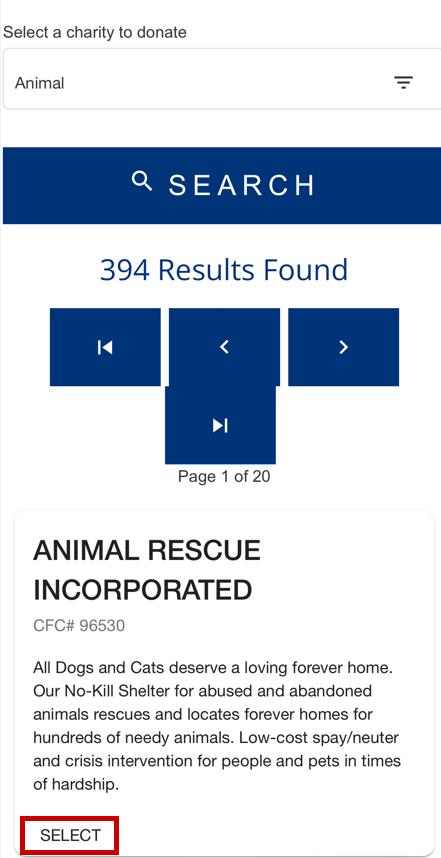 Select a charity to donate
Animal
SEARCH
394 Results Found
Page 1 of 20
ANIMAL RESCUE
INCORPORATED
CFC# 96530
All Dogs and Cats deserve a loving forever home.
Our No-Kill Shelter for abused and abandoned
animals rescues and locates forever homes for
hundreds of needy animals. Low-cost spay/neuter
and crisis intervention for people and pets in times
of hardship.
SELECT